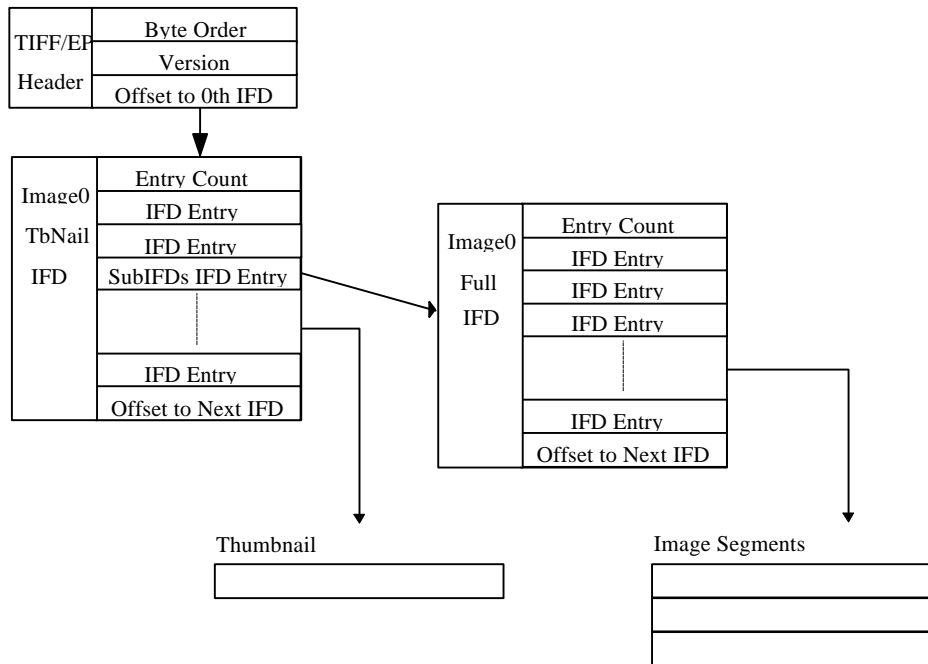 TIFF/EP
Header
Byte Order
Version
Offset to 0th IFD
Image0
TbNail
IFD
Entry Count
IFD Entry
IFD Entry
SubIFDs IFD Entry
IFD Entry
Offset to Next IFD
Image0
Full
IFD
Entry Count
IFD Entry
IFD Entry
IFD Entry
IFD Entry
Offset to Next IFD
Thumbnail
Image Segments